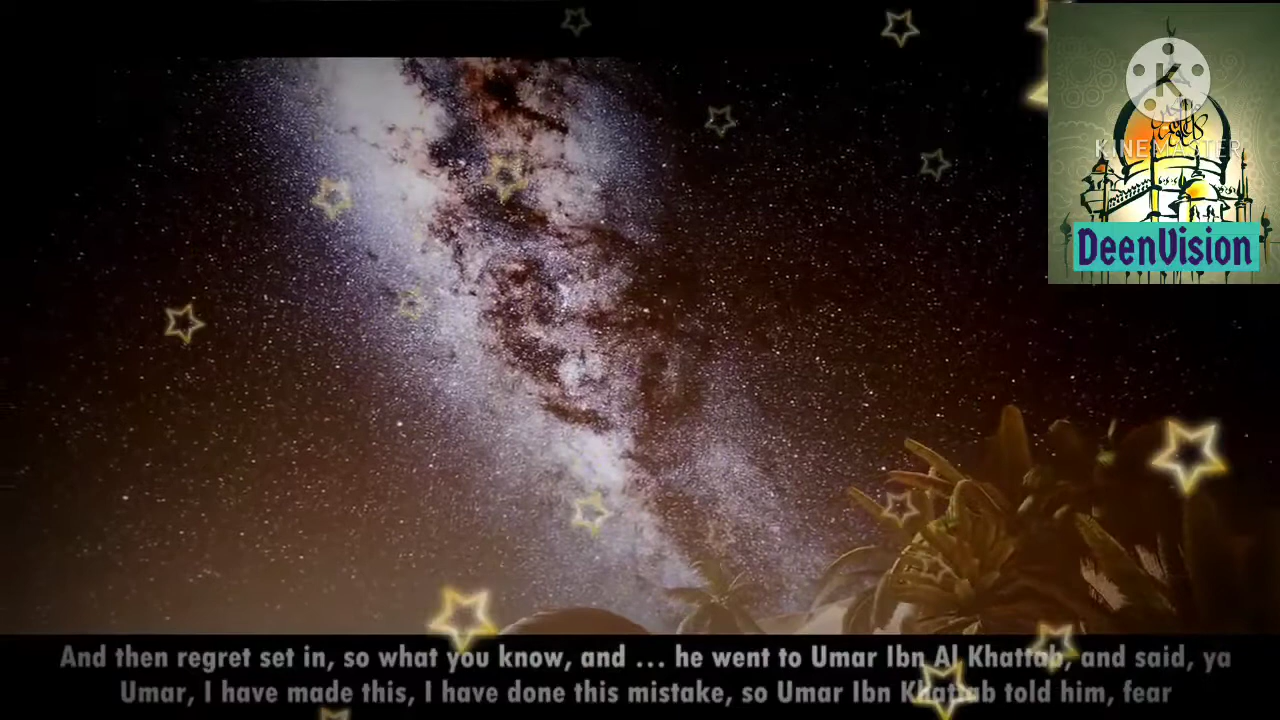 KINEMASTER
DeenVision
And then regret set in, so what you know, and ... he went to Umar Ibn Al Khattab, and said, ya
Umar, I have made this, I have done this mistake, so Umar Ibn Khattab told him, fear